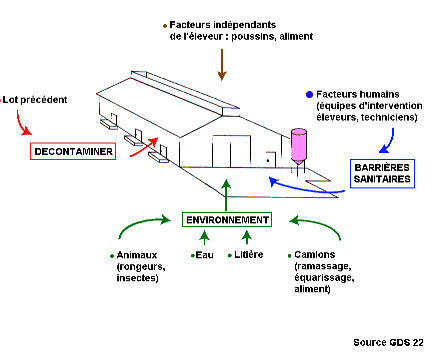 • Facteurs indépendants
de l'éleveur : poussins, aliment
• Lot précédent
• Facteurs humains
(équipes d'intervention
éleveurs, techniciens)
DECONTAMINER
BARRIÈRES
SANITAIRES
ENVIRONNEMENT
• Animaux
(rongeurs,
insectes)
• Eau
• Litière
• Camions
(ramassage,
équarissage,
aliment)
Source GDS 22